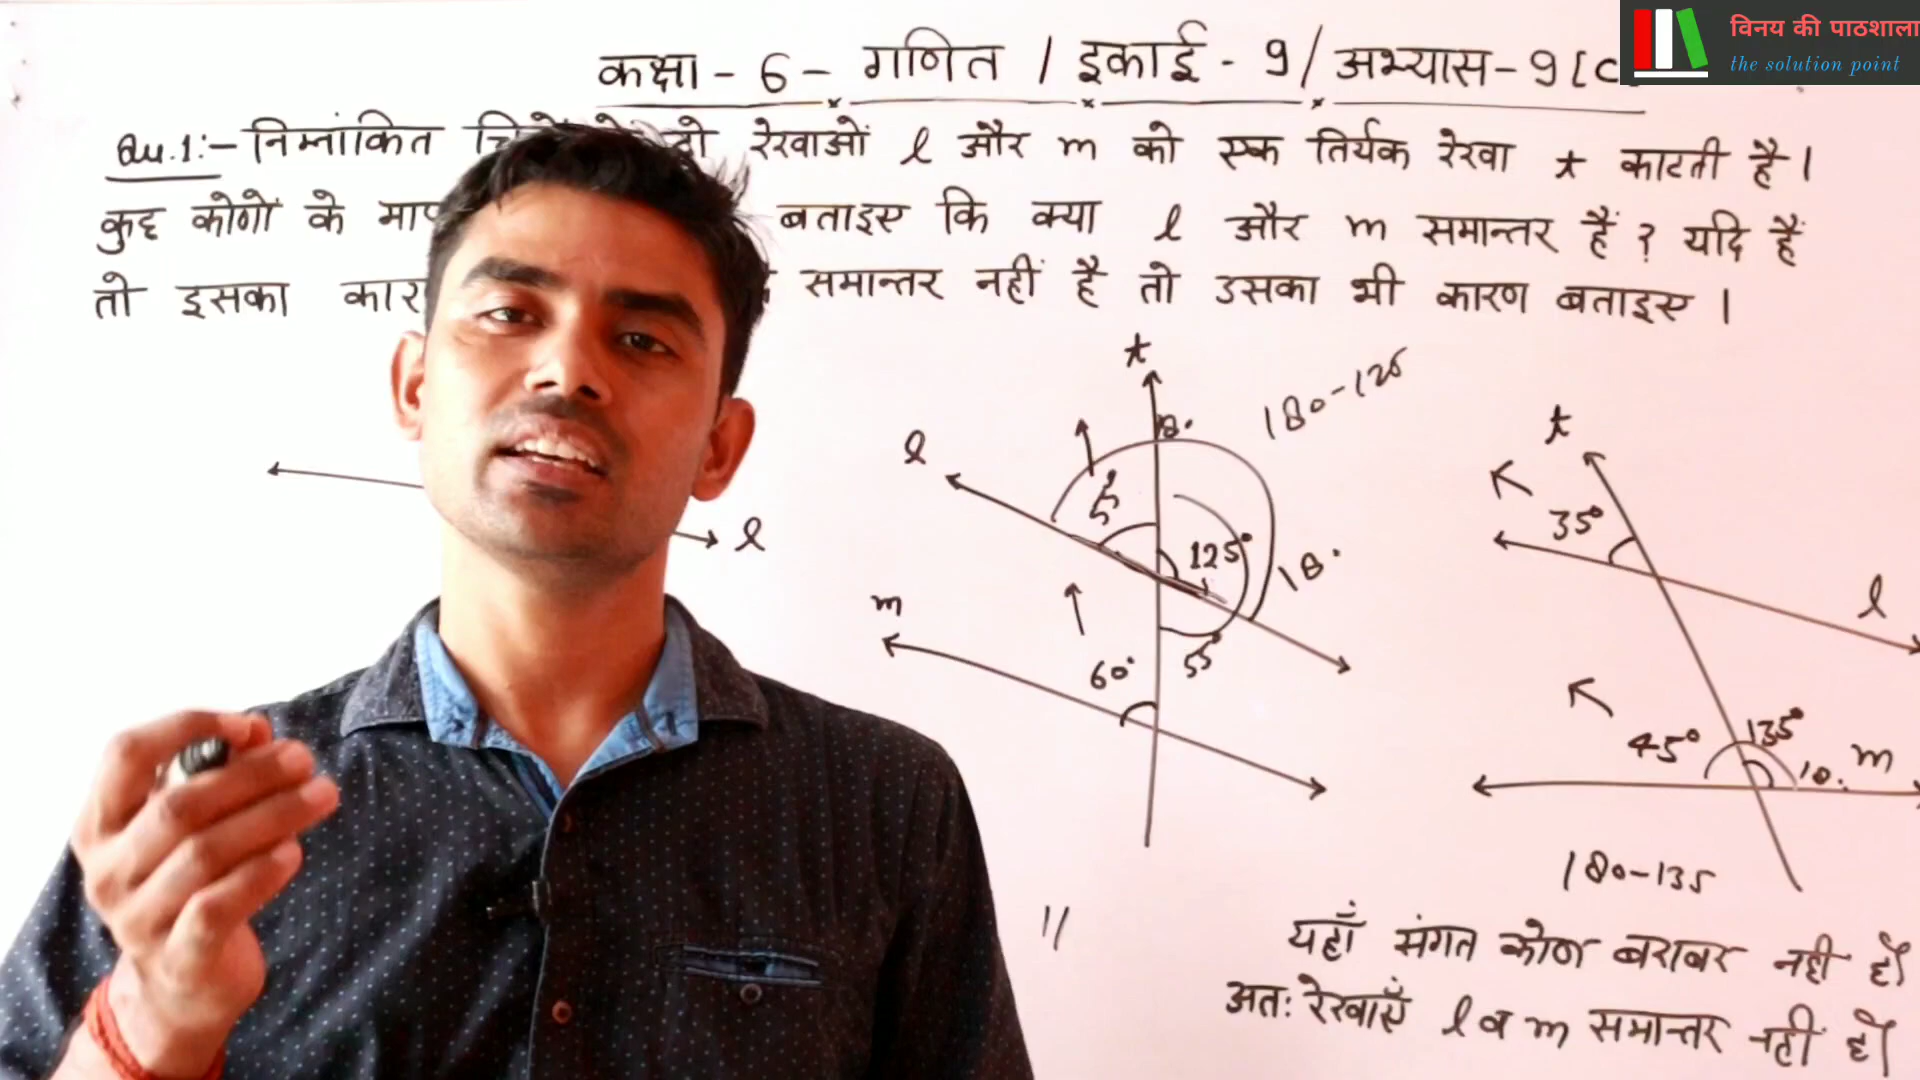 विनय की पाठशाला
the solution point
कक्षा - 6 - गणित / इकाई - 9 / अभ्यास - 9 [C
Qu.1:- निम्नांकित रेखाओं l और m को एक तिर्यक रेखा t काटती है।
कुछ कोणों के बताइए कि क्या l और m समान्तर हैं ? यदि हैं
तो इसका समान्तर नहीं है तो उसका भी कारण बताइए ।
l
t
180-125
l
125°
m
60°
55°
t
35°
l
45°
135°
m
180-135
यहाँ संगत कोण बराबर नही है।
अतः रेखाएँ l व m समान्तर नही है।